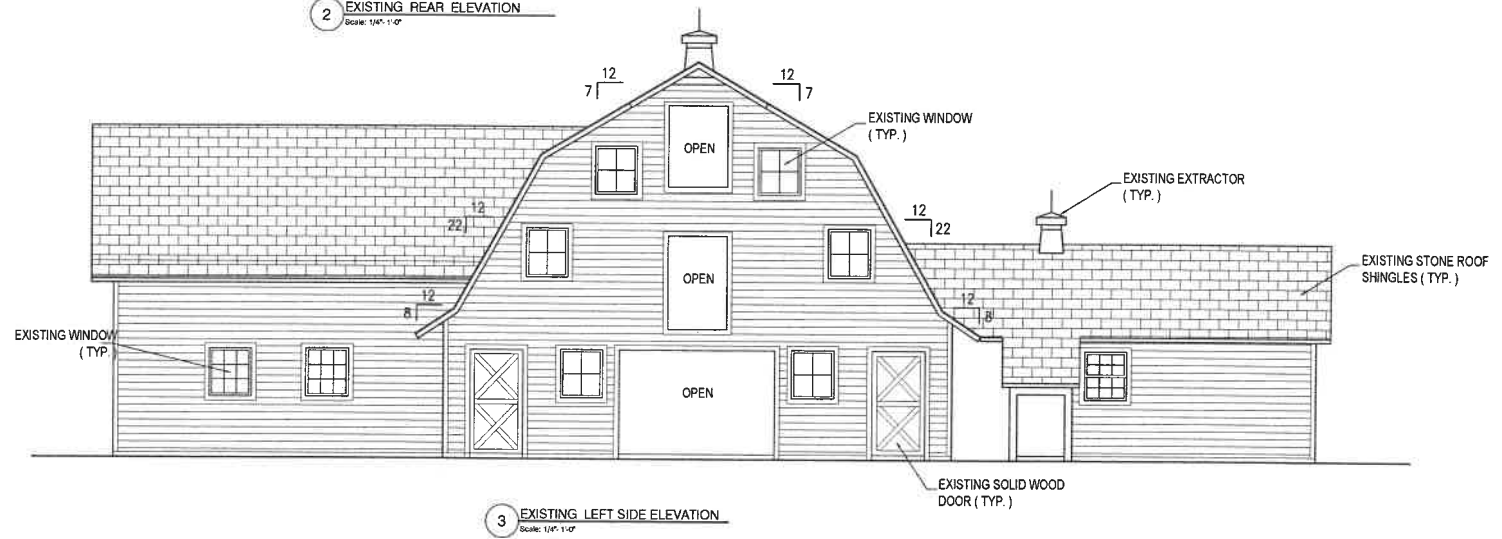 2 EXISTING REAR ELEVATION
Scale: 1/4"- 1'-0"
12
7
12
7
EXISTING WINDOW
( TYP. )
OPEN
EXISTING EXTRACTOR
( TYP. )
12
22
12
22
OPEN
EXISTING STONE ROOF
SHINGLES ( TYP. )
12
8
12
8
EXISTING WINDOW
( TYP. )
OPEN
EXISTING SOLID WOOD
DOOR ( TYP. )
3 EXISTING LEFT SIDE ELEVATION
Scale: 1/4"- 1'-0"